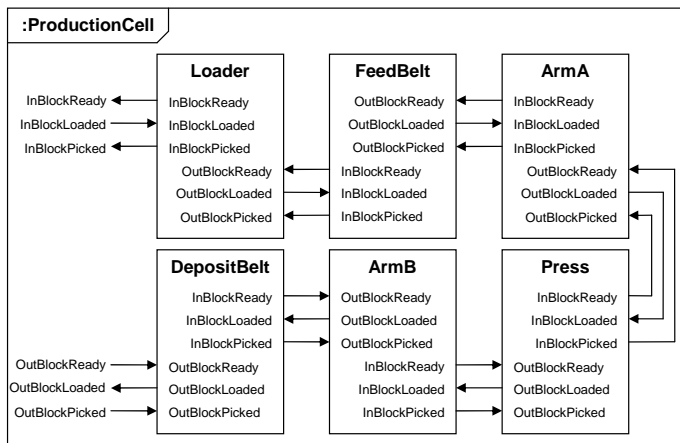 :ProductionCell
Loader
FeedBelt
ArmA
InBlockReady
InBlockReady
OutBlockReady
InBlockReady
InBlockLoaded
InBlockLoaded
OutBlockLoaded
InBlockLoaded
InBlockPicked
InBlockPicked
OutBlockPicked
InBlockPicked
OutBlockReady
InBlockReady
OutBlockReady
OutBlockLoaded
InBlockLoaded
OutBlockLoaded
OutBlockPicked
InBlockPicked
OutBlockPicked
DepositBelt
ArmB
Press
InBlockReady
OutBlockReady
InBlockReady
InBlockLoaded
OutBlockLoaded
InBlockLoaded
InBlockPicked
OutBlockPicked
InBlockPicked
OutBlockReady
OutBlockReady
InBlockReady
OutBlockReady
OutBlockLoaded
OutBlockLoaded
InBlockLoaded
OutBlockLoaded
OutBlockPicked
OutBlockPicked
InBlockPicked
OutBlockPicked